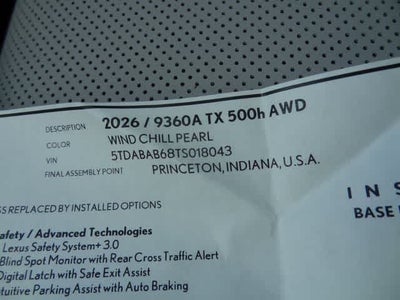 DESCRIPTION 2026 / 9360A TX 500h AWD
COLOR WIND CHILL PEARL
VIN 5TDABAB68TS018043
FINAL ASSEMBLY POINT PRINCETON, INDIANA, U.S.A.
REPLACED BY INSTALLED OPTIONS
INS
BASE
afety / Advanced Technologies
Lexus Safety System+ 3.0
Blind Spot Monitor with Rear Cross Traffic Alert
Digital Latch with Safe Exit Assist
tuitive Parking Assist with Auto Braking